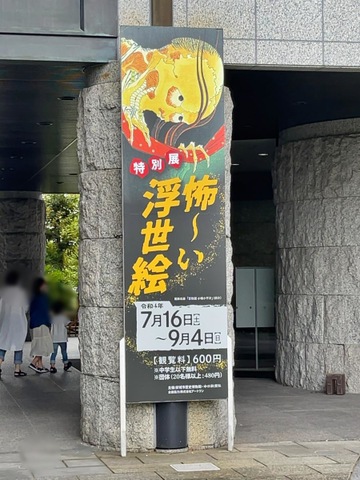 特別展
怖～い
浮世絵
令和4年
7月16日(土)
～9月4日(日)
【観覧料】600円
※中学生以下無料
※団体(20名様以上:480円)